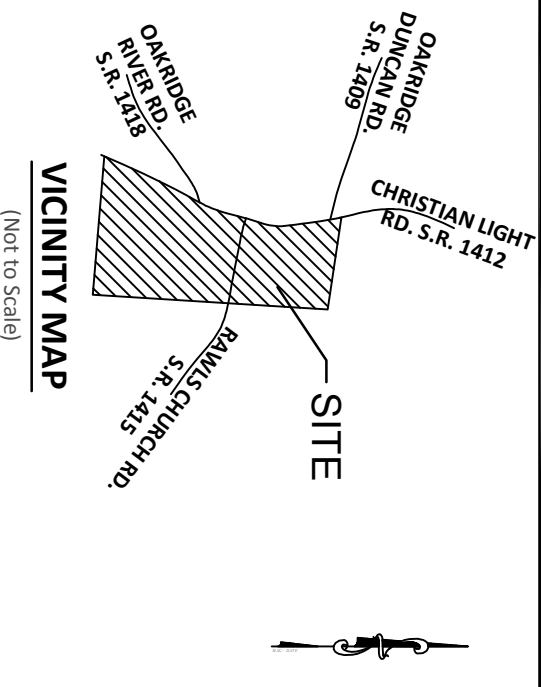 OAKRIDGE
DUNCAN RD.
S.R. 1409
CHRISTIAN LIGHT
RD. S.R. 1412
OAKRIDGE
RIVER RD.
S.R. 1418
SITE
RAWLS CHURCH RD.
S.R. 1415
VICINITY MAP
(Not to Scale)